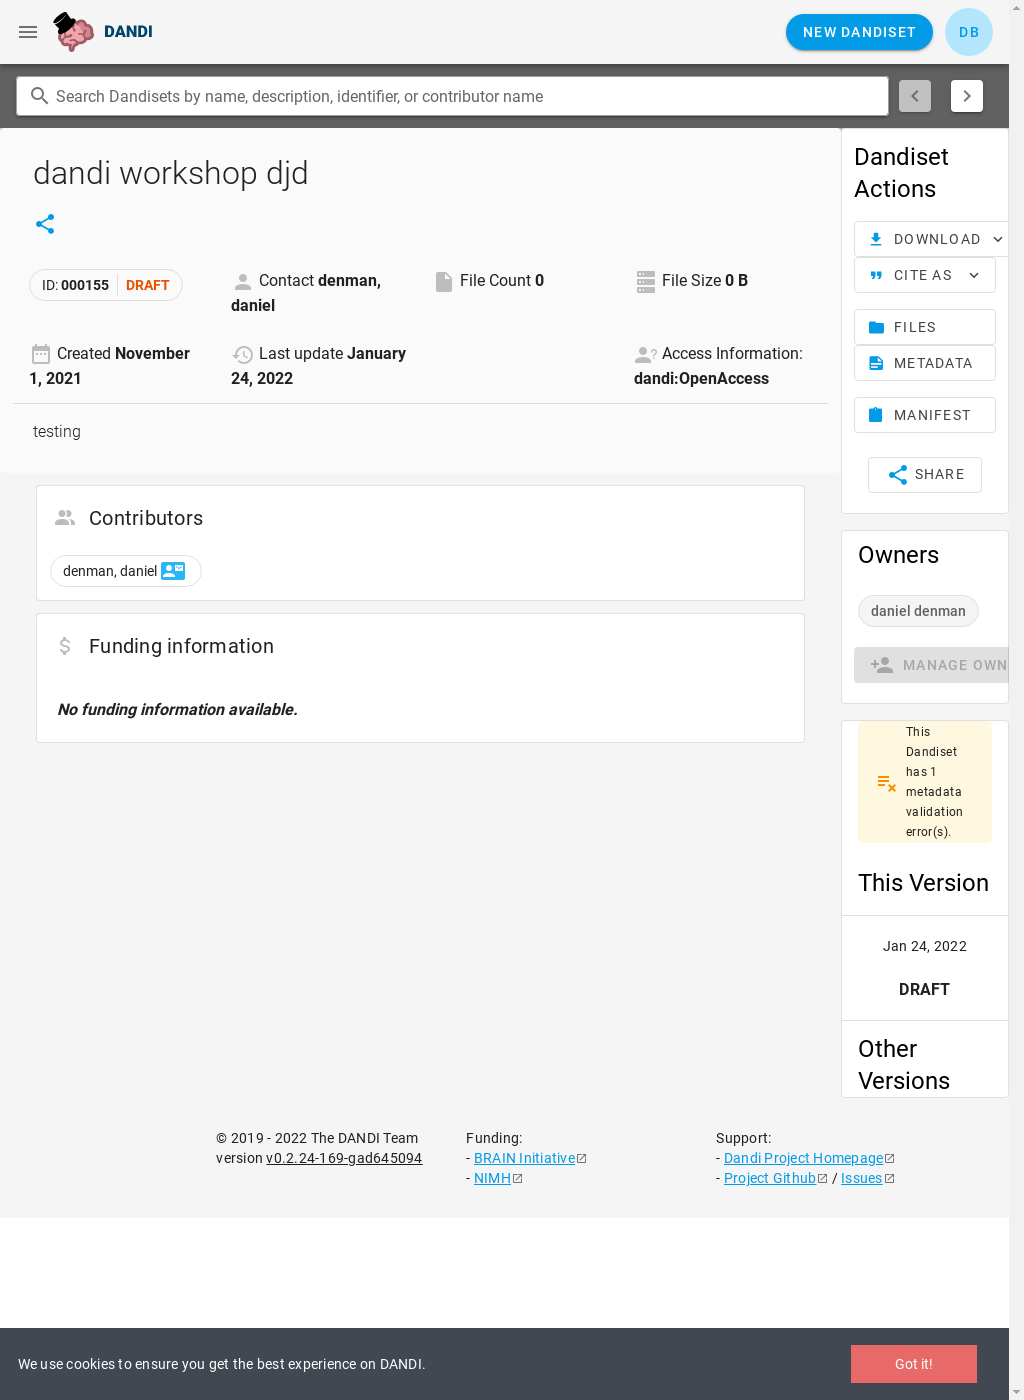 DANDI
NEW DANDISET
DB
Search Dandisets by name, description, identifier, or contributor name
dandi workshop djd
ID: 000155 DRAFT
Contact denman,
daniel
File Count 0
File Size 0 B
Created November
1, 2021
Last update January
24, 2022
Access Information:
dandi:OpenAccess
testing
Contributors
denman, daniel
Funding information
No funding information available.
Dandiset
Actions
DOWNLOAD
CITE AS
FILES
METADATA
MANIFEST
SHARE
Owners
daniel denman
MANAGE OWN
This
Dandiset
has 1
metadata
validation
error(s).
This Version
Jan 24, 2022
DRAFT
Other
Versions
© 2019 - 2022 The DANDI Team
version v0.2.24-169-gad645094
Funding:
- BRAIN Initiative
- NIMH
Support:
- Dandi Project Homepage
- Project Github / Issues
We use cookies to ensure you get the best experience on DANDI.
Got it!